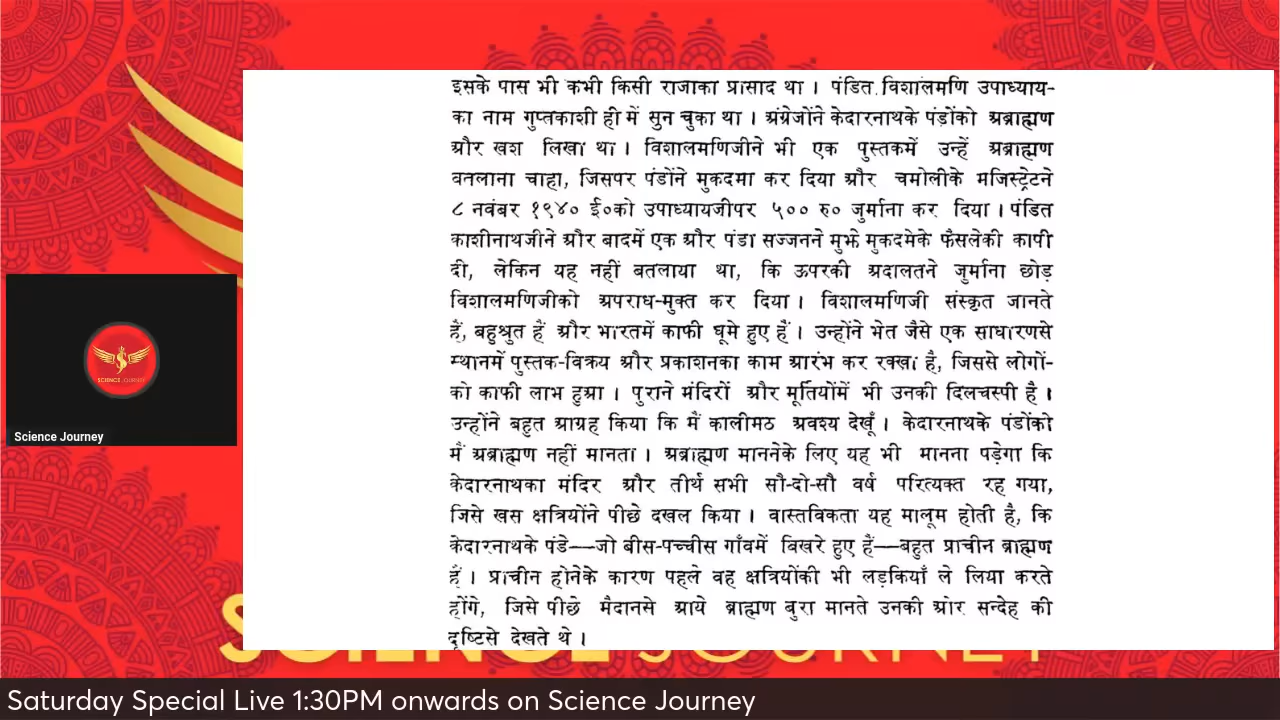 इसके पास भी कभी किसी राजाका प्रासाद था । पंडित विशालमणि उपाध्याय-
का नाम गुप्तकाशी ही में सुन चुका था । अंग्रेजोंने केदारनाथके पंडोंको अब्राह्मण
और खश लिखा था । विशालमणिजीने भी एक पुस्तकमें उन्हें अब्राह्मण
बतलाना चाहा, जिसपर पंडोंने मुकदमा कर दिया और चमोलीके मजिस्ट्रेटने
८ नवंबर १९४० ई०को उपाध्यायजीपर ५०० रु० जुर्माना कर दिया । पंडित
काशीनाथजीने और बादमें एक और पंडा सज्जनने मुझे मुकदमेके फैसलेकी कापी
दी, लेकिन यह नहीं बतलाया था, कि ऊपरकी अदालतने जुर्माना छोड़
विशालमणिजीको अपराध-मुक्त कर दिया । विशालमणिजी संस्कृत जानते
हैं, बहुश्रुत हैं और भारतमें काफी घूमे हुए हैं । उन्होंने भेत जैसे एक साधारणसे
स्थानमें पुस्तक-विक्रय और प्रकाशनका काम आरंभ कर रक्खा है, जिससे लोगों-
को काफी लाभ हुआ । पुराने मंदिरों और मूर्तियोंमें भी उनकी दिलचस्पी है ।
उन्होंने बहुत आग्रह किया कि मैं कालीमठ अवश्य देखूँ । केदारनाथके पंडोंको
मैं अब्राह्मण नहीं मानता । अब्राह्मण माननेके लिए यह भी मानना पड़ेगा कि
केदारनाथका मंदिर और तीर्थ सभी सौ-दो-सौ वर्ष परित्यक्त रह गया,
जिसे खस क्षत्रियोंने पीछे दखल किया । वास्तविकता यह मालूम होती है, कि
केदारनाथके पंडे—जो बीस-पच्चीस गाँवमें बिखरे हुए हैं—बहुत प्राचीन ब्राह्मण
हैं । प्राचीन होनेके कारण पहले वह क्षत्रियोंकी भी लड़कियाँ ले लिया करते
होंगे, जिसे पीछे मैदानसे आये ब्राह्मण बुरा मानते उनकी ओर सन्देह की
दृष्टिसे देखते थे ।
SCIENCE JOURNEY
Science Journey
SCIENCE JOURNEY
Saturday Special Live 1:30PM onwards on Science Journey